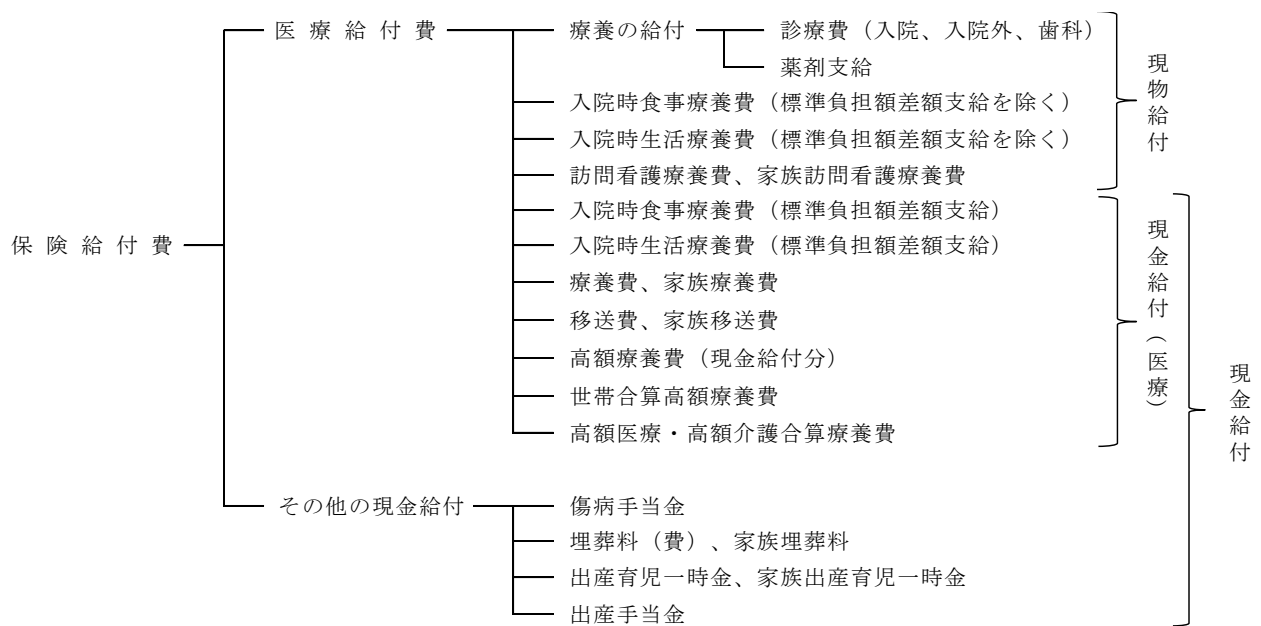 医療給付費
療養の給付
診療費（入院、入院外、歯科）
薬剤支給
入院時食事療養費（標準負担額差額支給を除く）
入院時生活療養費（標準負担額差額支給を除く）
訪問看護療養費、家族訪問看護療養費
現物給付
保険給付費
入院時食事療養費（標準負担額差額支給）
入院時生活療養費（標準負担額差額支給）
療養費、家族療養費
移送費、家族移送費
高額療養費（現金給付分）
世帯合算高額療養費
高額医療・高額介護合算療養費
現金給付（医療）
現金給付
その他の現金給付
傷病手当金
埋葬料（費）、家族埋葬料
出産育児一時金、家族出産育児一時金
出産手当金